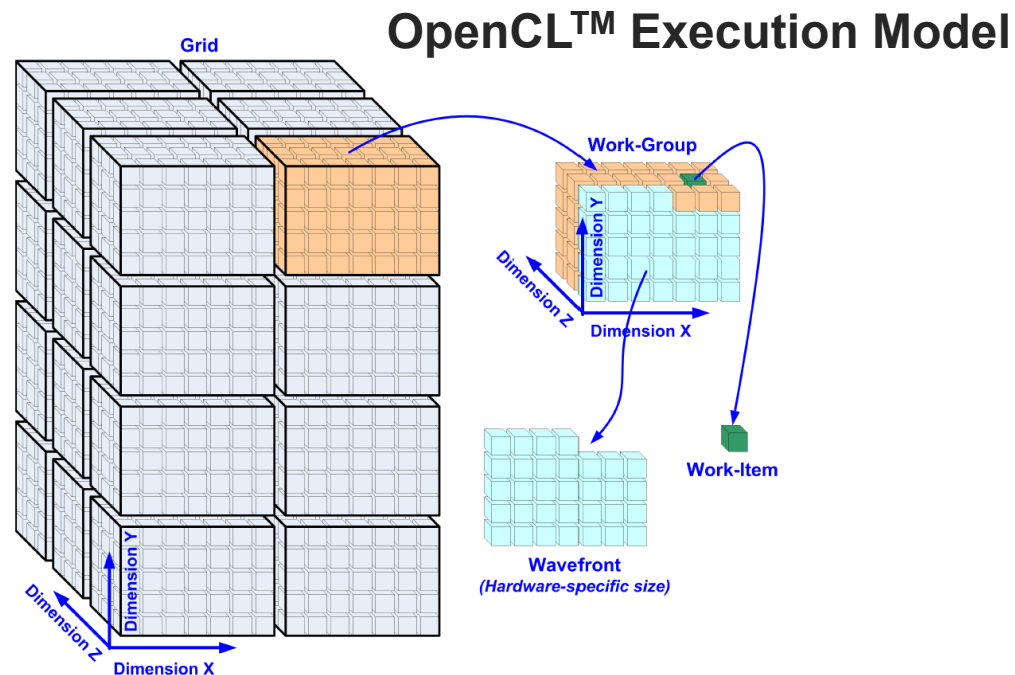 OpenCL™ Execution Model
Grid
Work-Group
Dimension Y
Dimension Z
Dimension X
Work-Item
Wavefront
(Hardware-specific size)
Dimension Y
Dimension Z
Dimension X